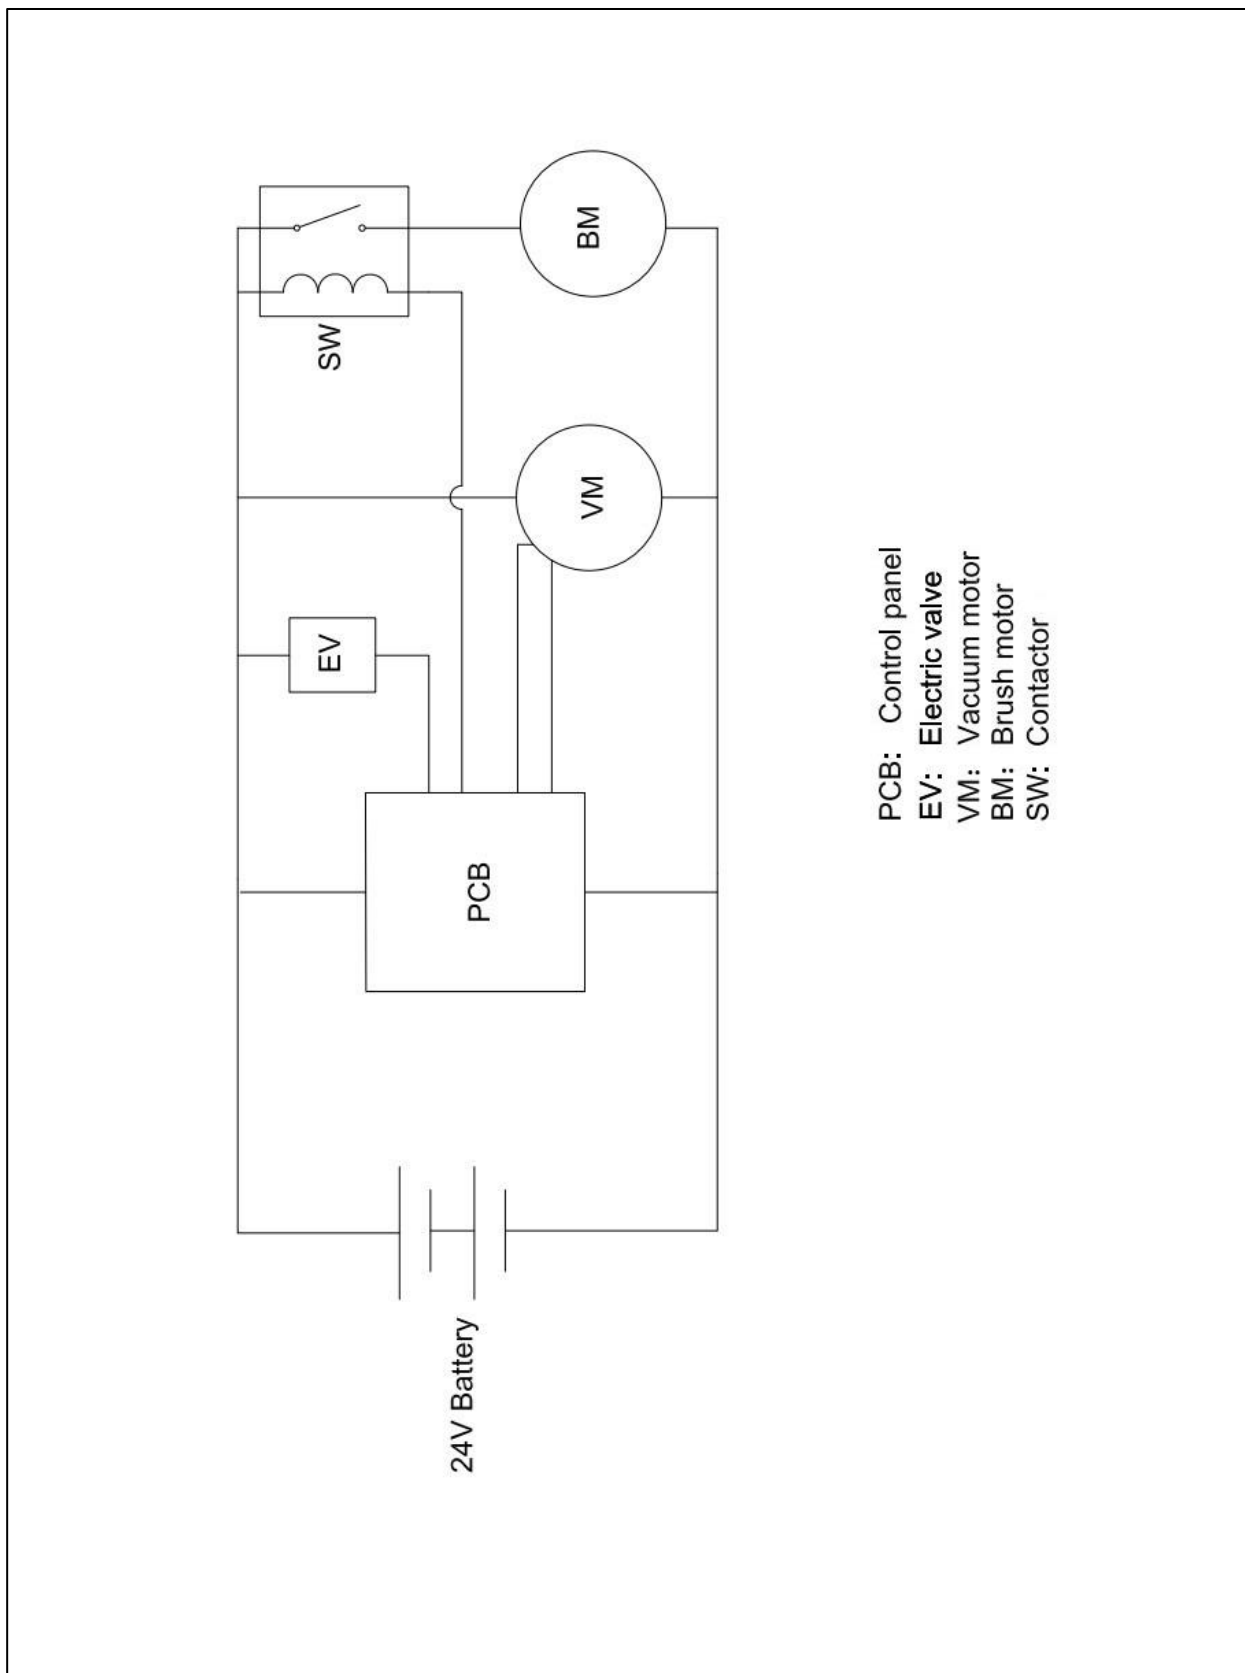 24V Battery
PCB
EV
VM
SW
BM
PCB: Control panel
EV: Electric valve
VM: Vacuum motor
BM: Brush motor
SW: Contactor